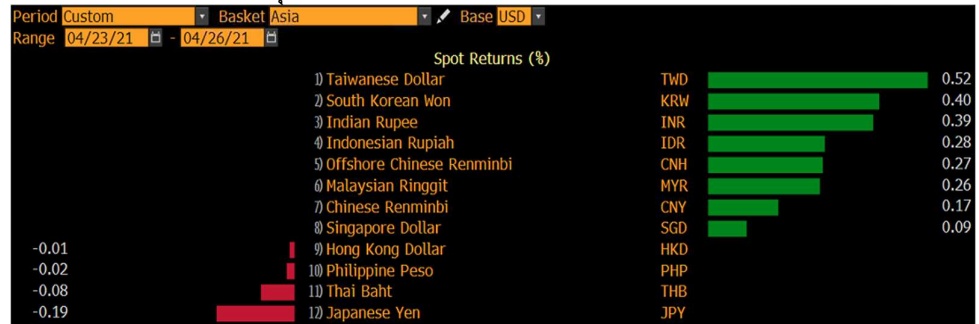 Period Custom Basket Asia Base USD
Range 04/23/21 - 04/26/21
Spot Returns (%)
1) Taiwanese Dollar TWD 0.52
2) South Korean Won KRW 0.40
3) Indian Rupee INR 0.39
4) Indonesian Rupiah IDR 0.28
5) Offshore Chinese Renminbi CNH 0.27
6) Malaysian Ringgit MYR 0.26
7) Chinese Renminbi CNY 0.17
8) Singapore Dollar SGD 0.09
-0.01 9) Hong Kong Dollar HKD
-0.02 10) Philippine Peso PHP
-0.08 11) Thai Baht THB
-0.19 12) Japanese Yen JPY